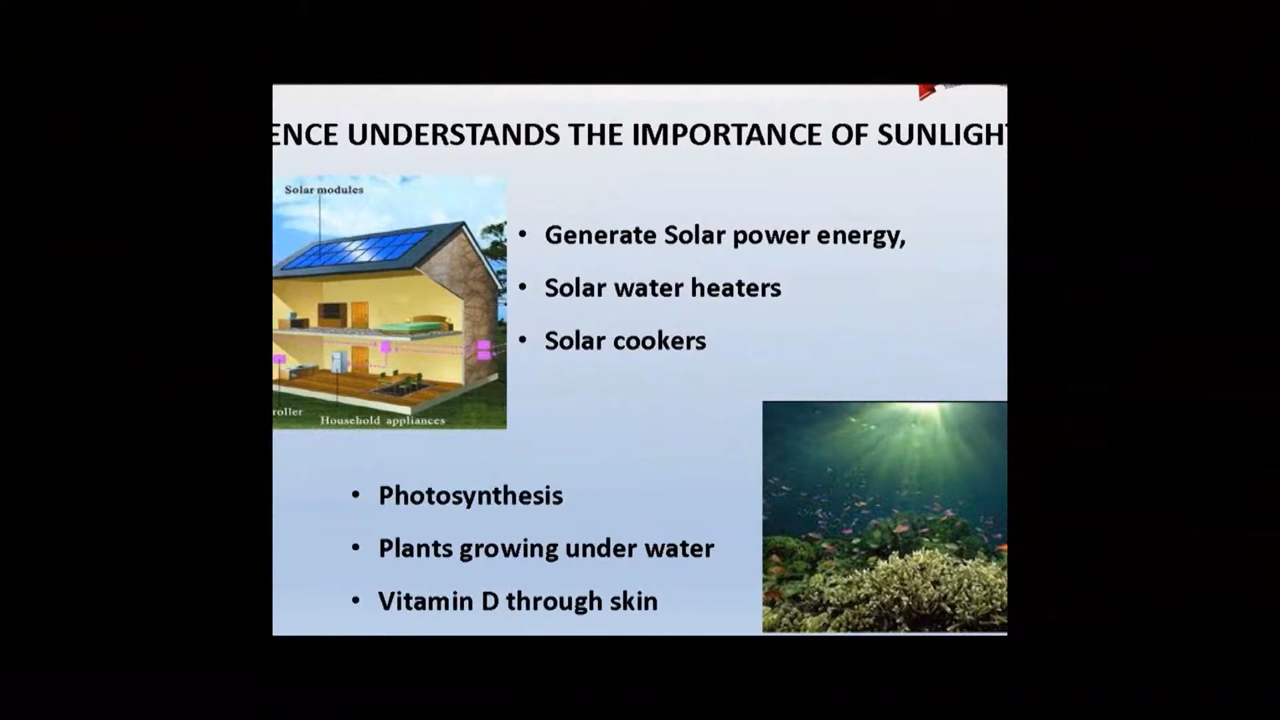 ENCE UNDERSTANDS THE IMPORTANCE OF SUNLIGH
Solar modules
• Generate Solar power energy,
• Solar water heaters
• Solar cookers
roller
Household appliances
• Photosynthesis
• Plants growing under water
• Vitamin D through skin